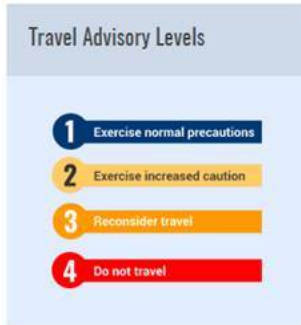 Travel Advisory Levels
1 Exercise normal precautions
2 Exercise increased caution
3 Reconsider travel
4 Do not travel